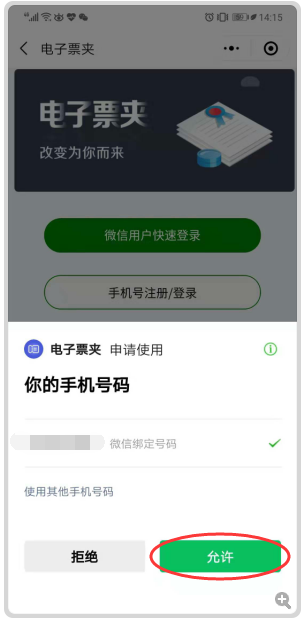 14:15
电子票夹
电子票夹
改变为你而来
微信用户快速登录
手机号注册/登录
电子票夹 申请使用
你的手机号码
微信绑定号码
使用其他手机号码
拒绝 允许